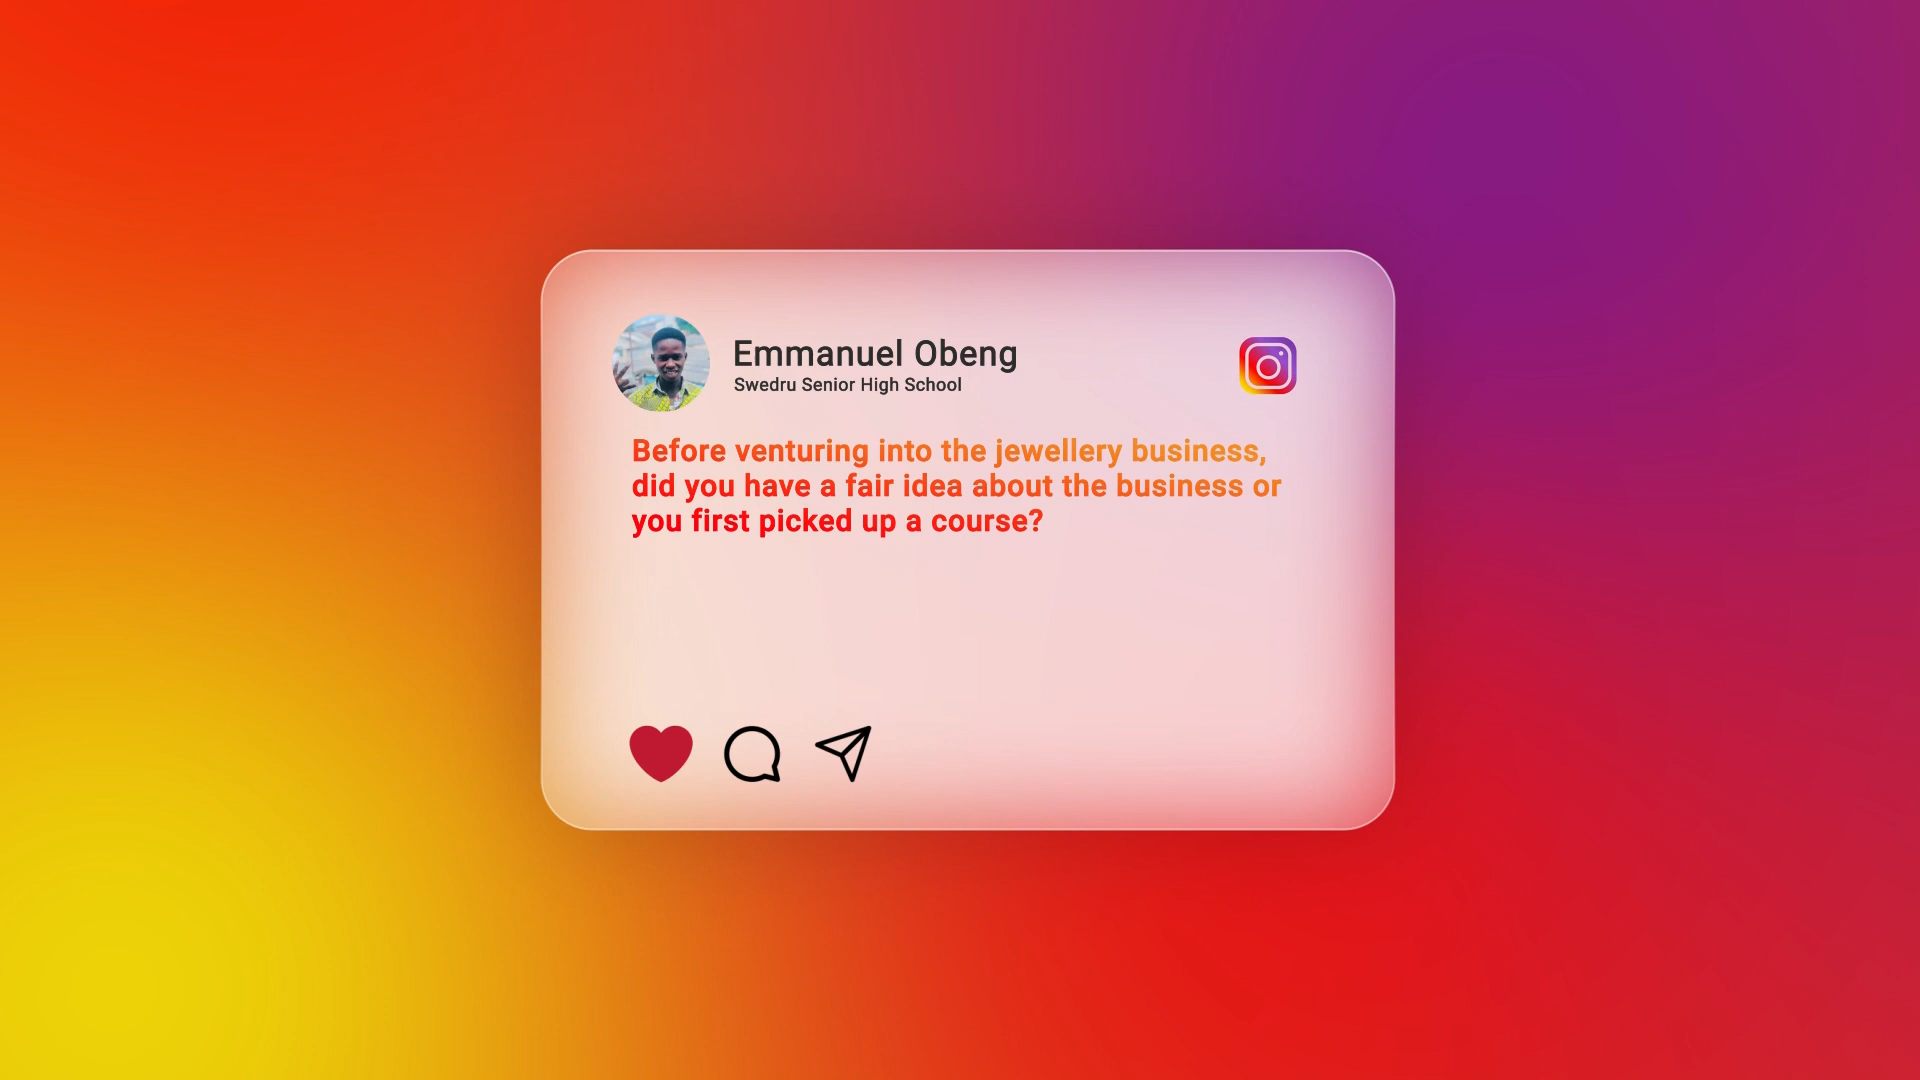 Emmanuel Obeng
Swedru Senior High School
Before venturing into the jewellery business,
did you have a fair idea about the business or
you first picked up a course?